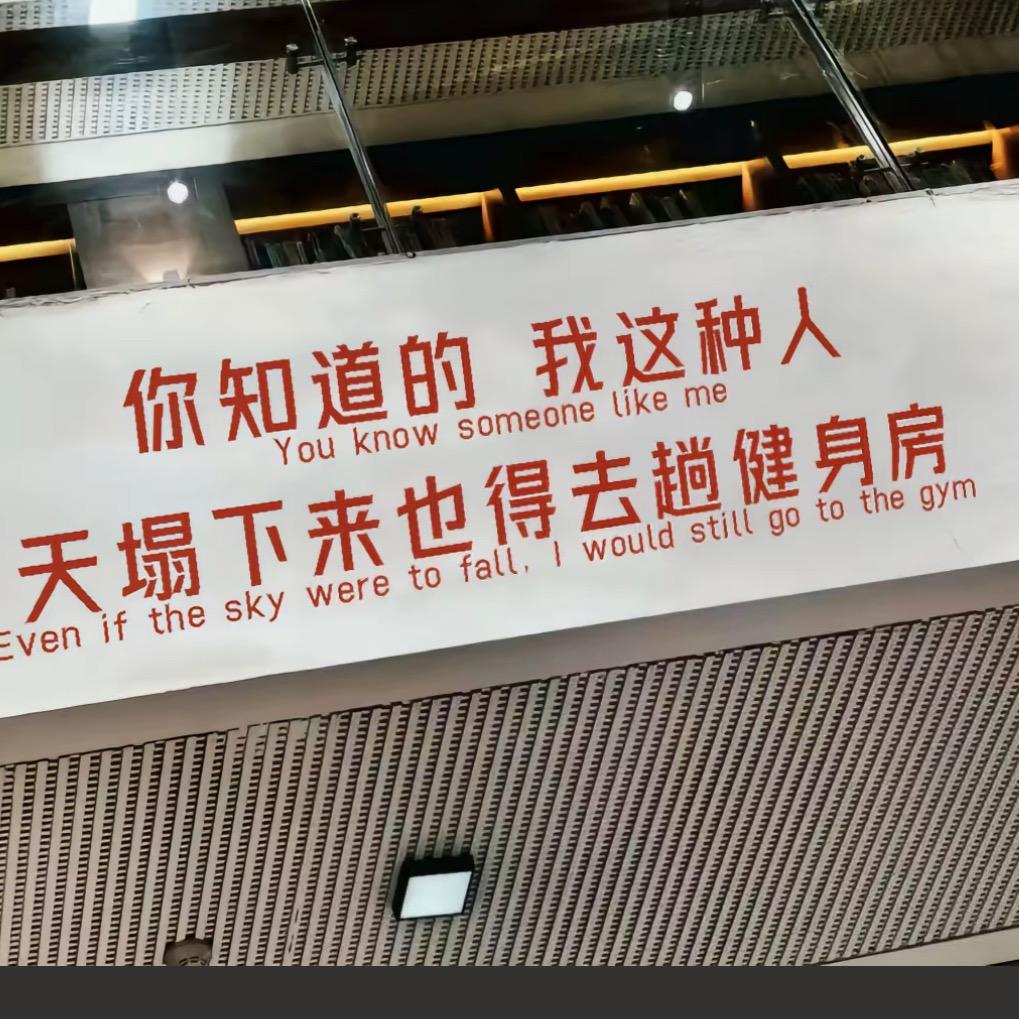 你知道的 我这种人
You know someone like me
天塌下来也得去趟健身房
Even if the sky were to fall, I would still go to the gym